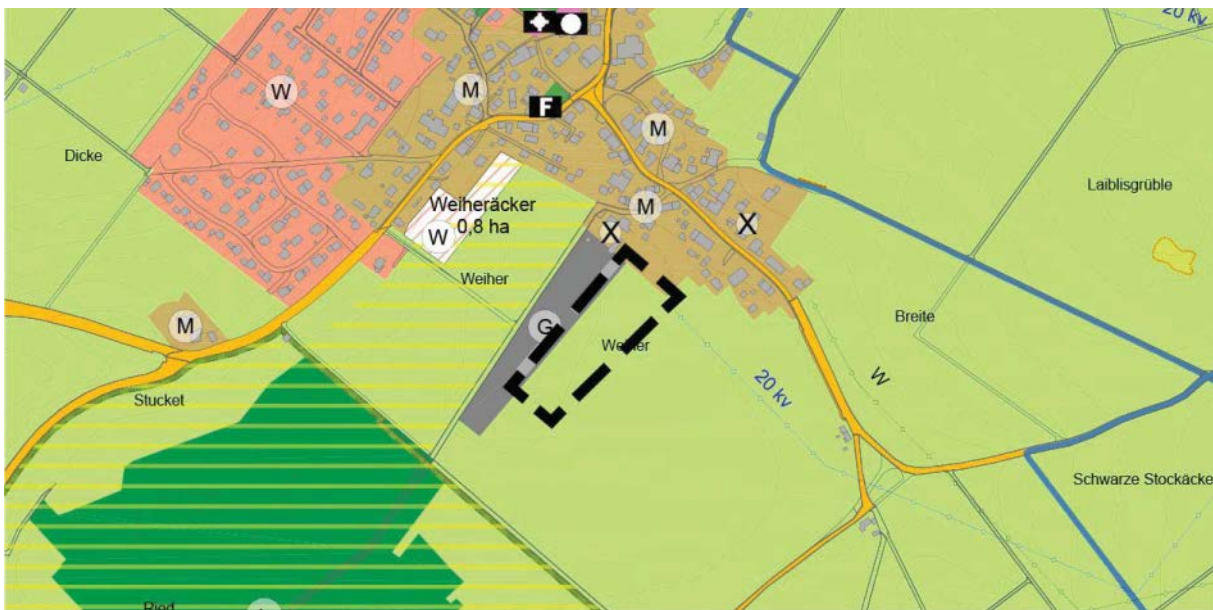 20 kv
W
M
F
M
Dicke
Laiblisgrüble
Weiheräcker
0,8 ha
M
X
X
W
Weiher
G
M
Breite
Weiher
20 kv
W
Stucket
Schwarze Stockäcke
Ried